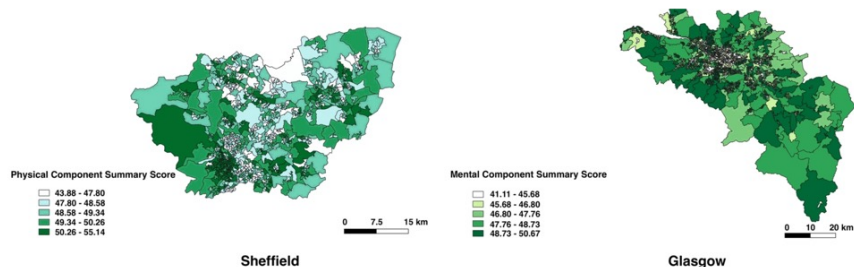 Physical Component Summary Score
43.88 - 47.80
47.80 - 48.58
48.58 - 49.34
49.34 - 50.26
50.26 - 55.14
0 7.5 15 km
Sheffield
Mental Component Summary Score
41.11 - 45.68
45.68 - 46.80
46.80 - 47.76
47.76 - 48.73
48.73 - 50.67
0 10 20 km
Glasgow